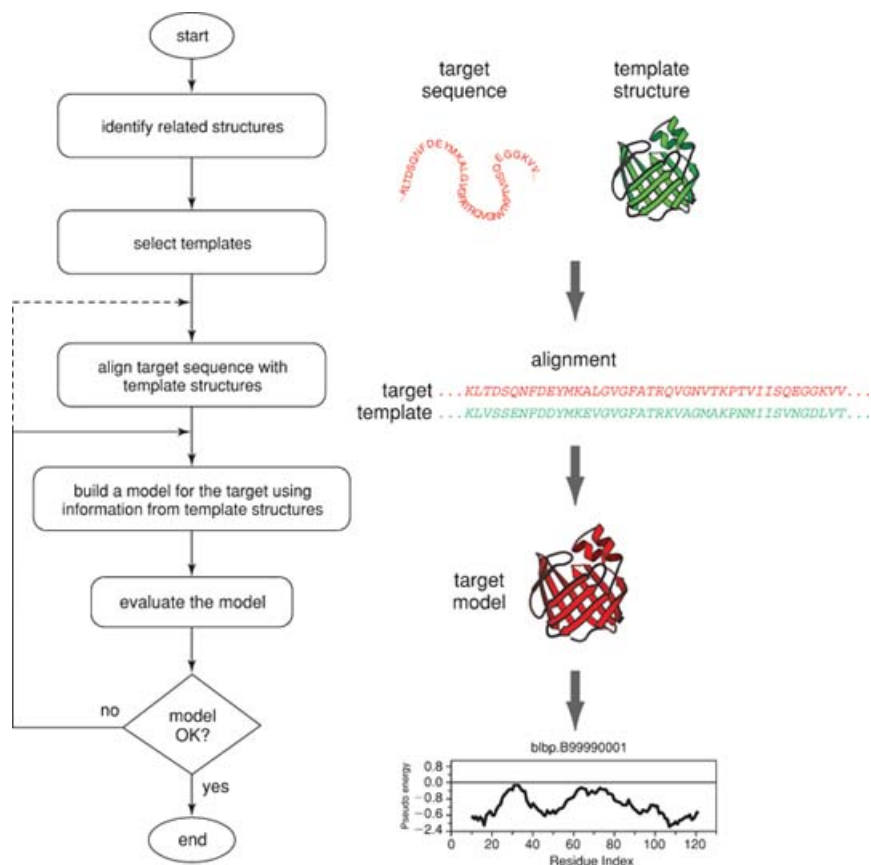 start
identify related structures
select templates
align target sequence with
template structures
build a model for the target using
information from template structures
evaluate the model
no
model
OK?
yes
end
target
sequence
template
structure
alignment
target ...KLTDSQNFDEYMKALGVGFATRQVGNVTKPTVIISQEGGKVV...
template ...KLVSSENFDDYMKEVGVGFATRKVAGMAKPNMIISVNGDLVT...
target
model
blbp.B99990001
Pseudo energy
0.8
0.0
−0.8
−1.6
−2.4
0 20 40 60 80 100 120
Residue Index